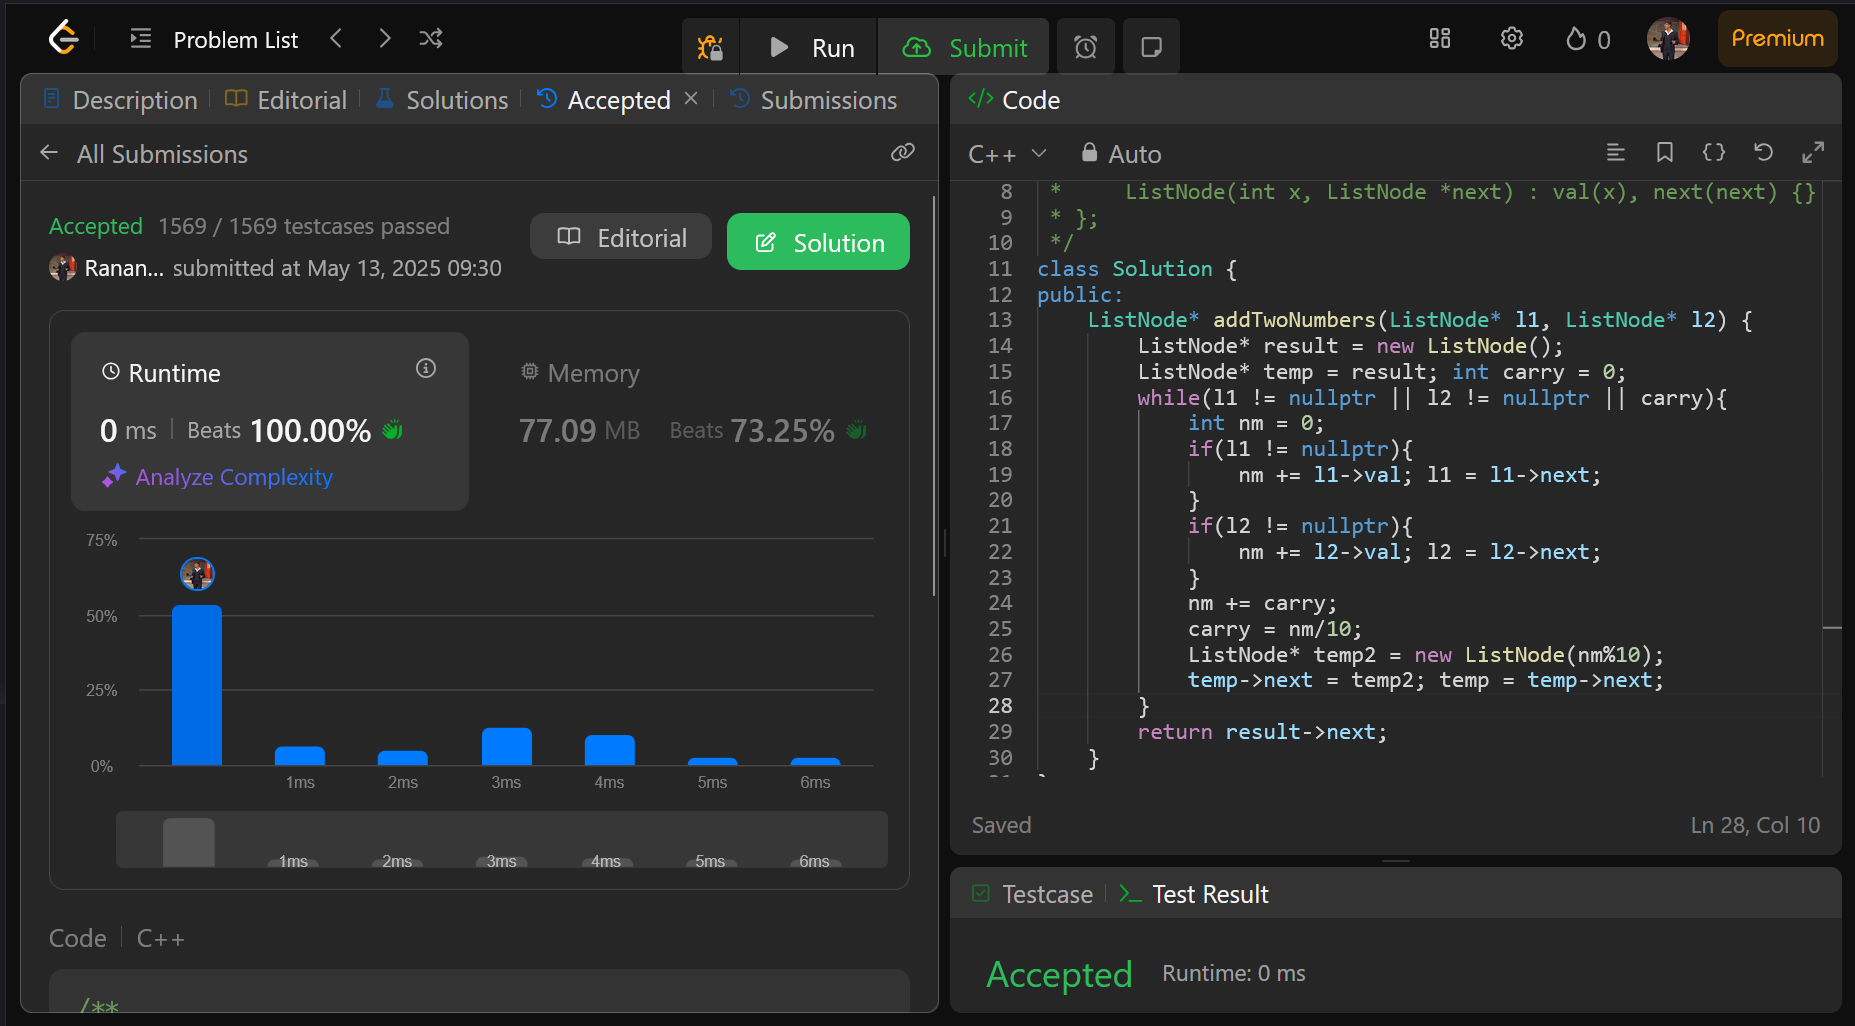 Problem List
Run
Submit
0
Premium
Description
Editorial
Solutions
Accepted
Submissions
All Submissions
Accepted 1569 / 1569 testcases passed
Ranan... submitted at May 13, 2025 09:30
Editorial
Solution
Runtime
0 ms Beats 100.00%
Analyze Complexity
Memory
77.09 MB Beats 73.25%
75%
50%
25%
0%
1ms 2ms 3ms 4ms 5ms 6ms
1ms 2ms 3ms 4ms 5ms 6ms
Code C++
/**
</> Code
C++ Auto
8 *     ListNode(int x, ListNode *next) : val(x), next(next) {}
9 * };
10 */
11 class Solution {
12 public:
13     ListNode* addTwoNumbers(ListNode* l1, ListNode* l2) {
14         ListNode* result = new ListNode();
15         ListNode* temp = result; int carry = 0;
16         while(l1 != nullptr || l2 != nullptr || carry){
17             int nm = 0;
18             if(l1 != nullptr){
19                 nm += l1->val; l1 = l1->next;
20             }
21             if(l2 != nullptr){
22                 nm += l2->val; l2 = l2->next;
23             }
24             nm += carry;
25             carry = nm/10;
26             ListNode* temp2 = new ListNode(nm%10);
27             temp->next = temp2; temp = temp->next;
28         }
29         return result->next;
30     }
Saved
Ln 28, Col 10
Testcase
Test Result
Accepted Runtime: 0 ms